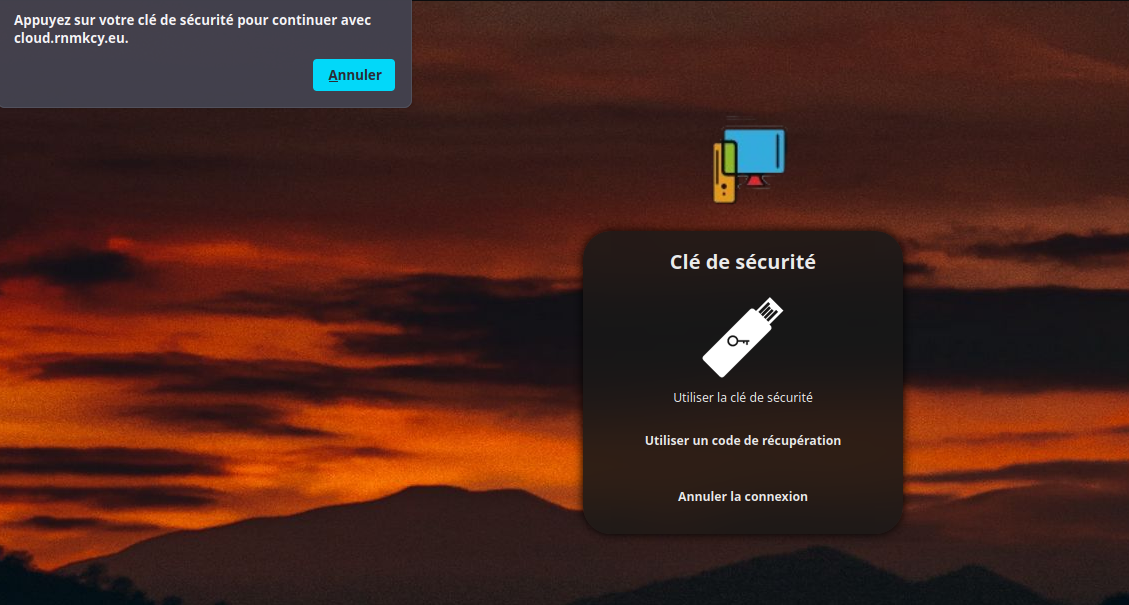 Appuyez sur votre clé de sécurité pour continuer avec
cloud.rnmkcy.eu.
Annuler
Clé de sécurité
Utiliser la clé de sécurité
Utiliser un code de récupération
Annuler la connexion